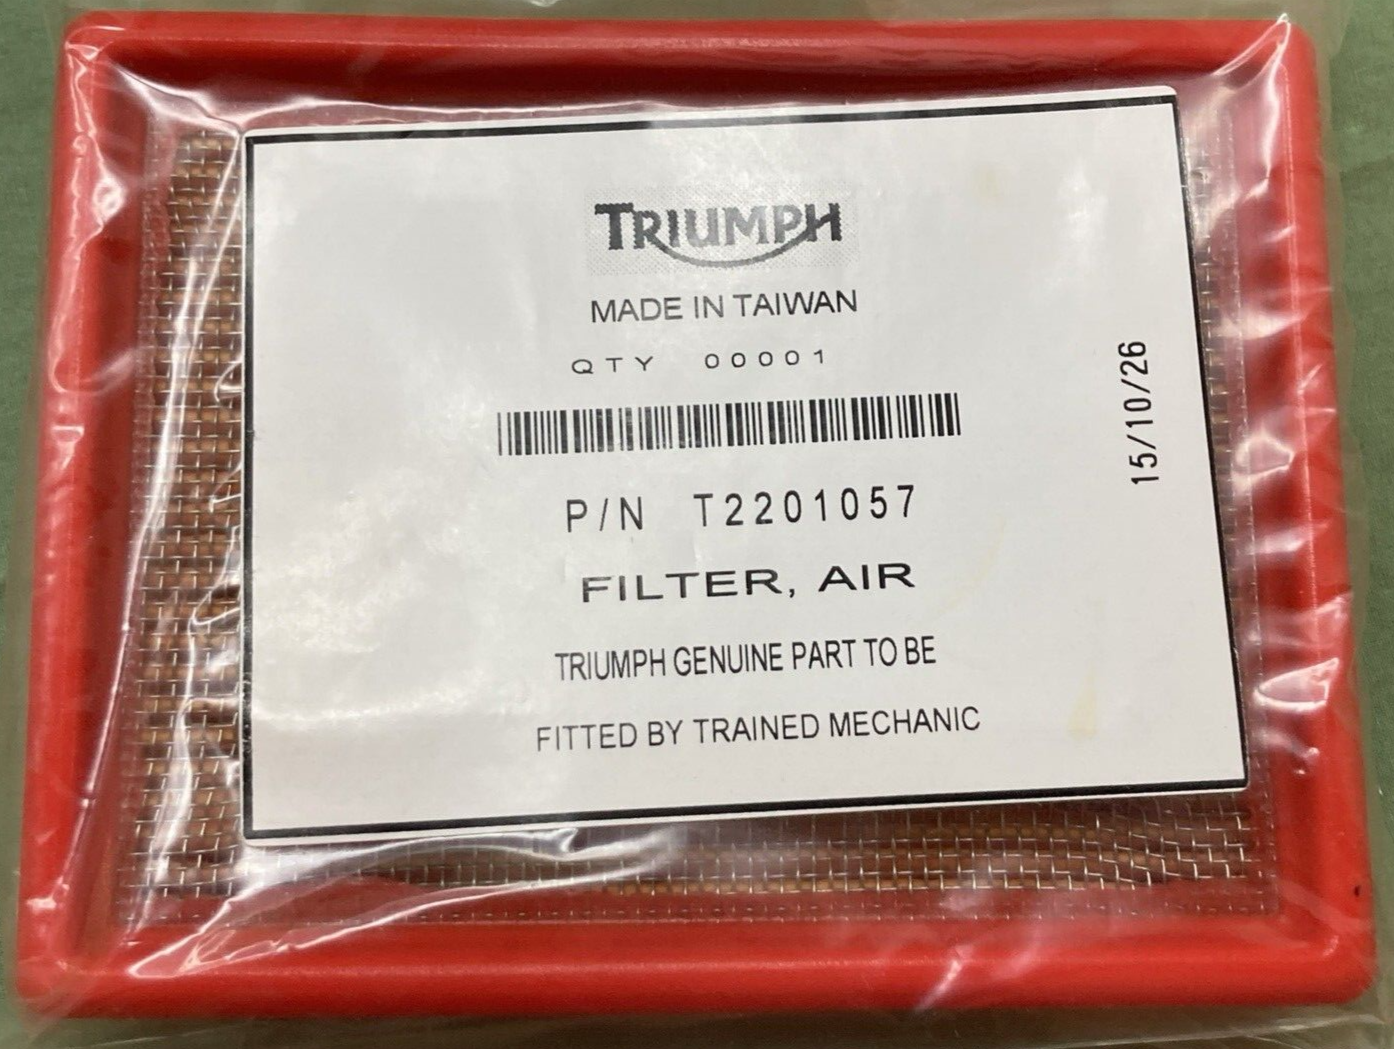 TRIUMPH
MADE IN TAIWAN
QTY 00001
P/N T2201057
FILTER, AIR
TRIUMPH GENUINE PART TO BE
FITTED BY TRAINED MECHANIC
15/10/26